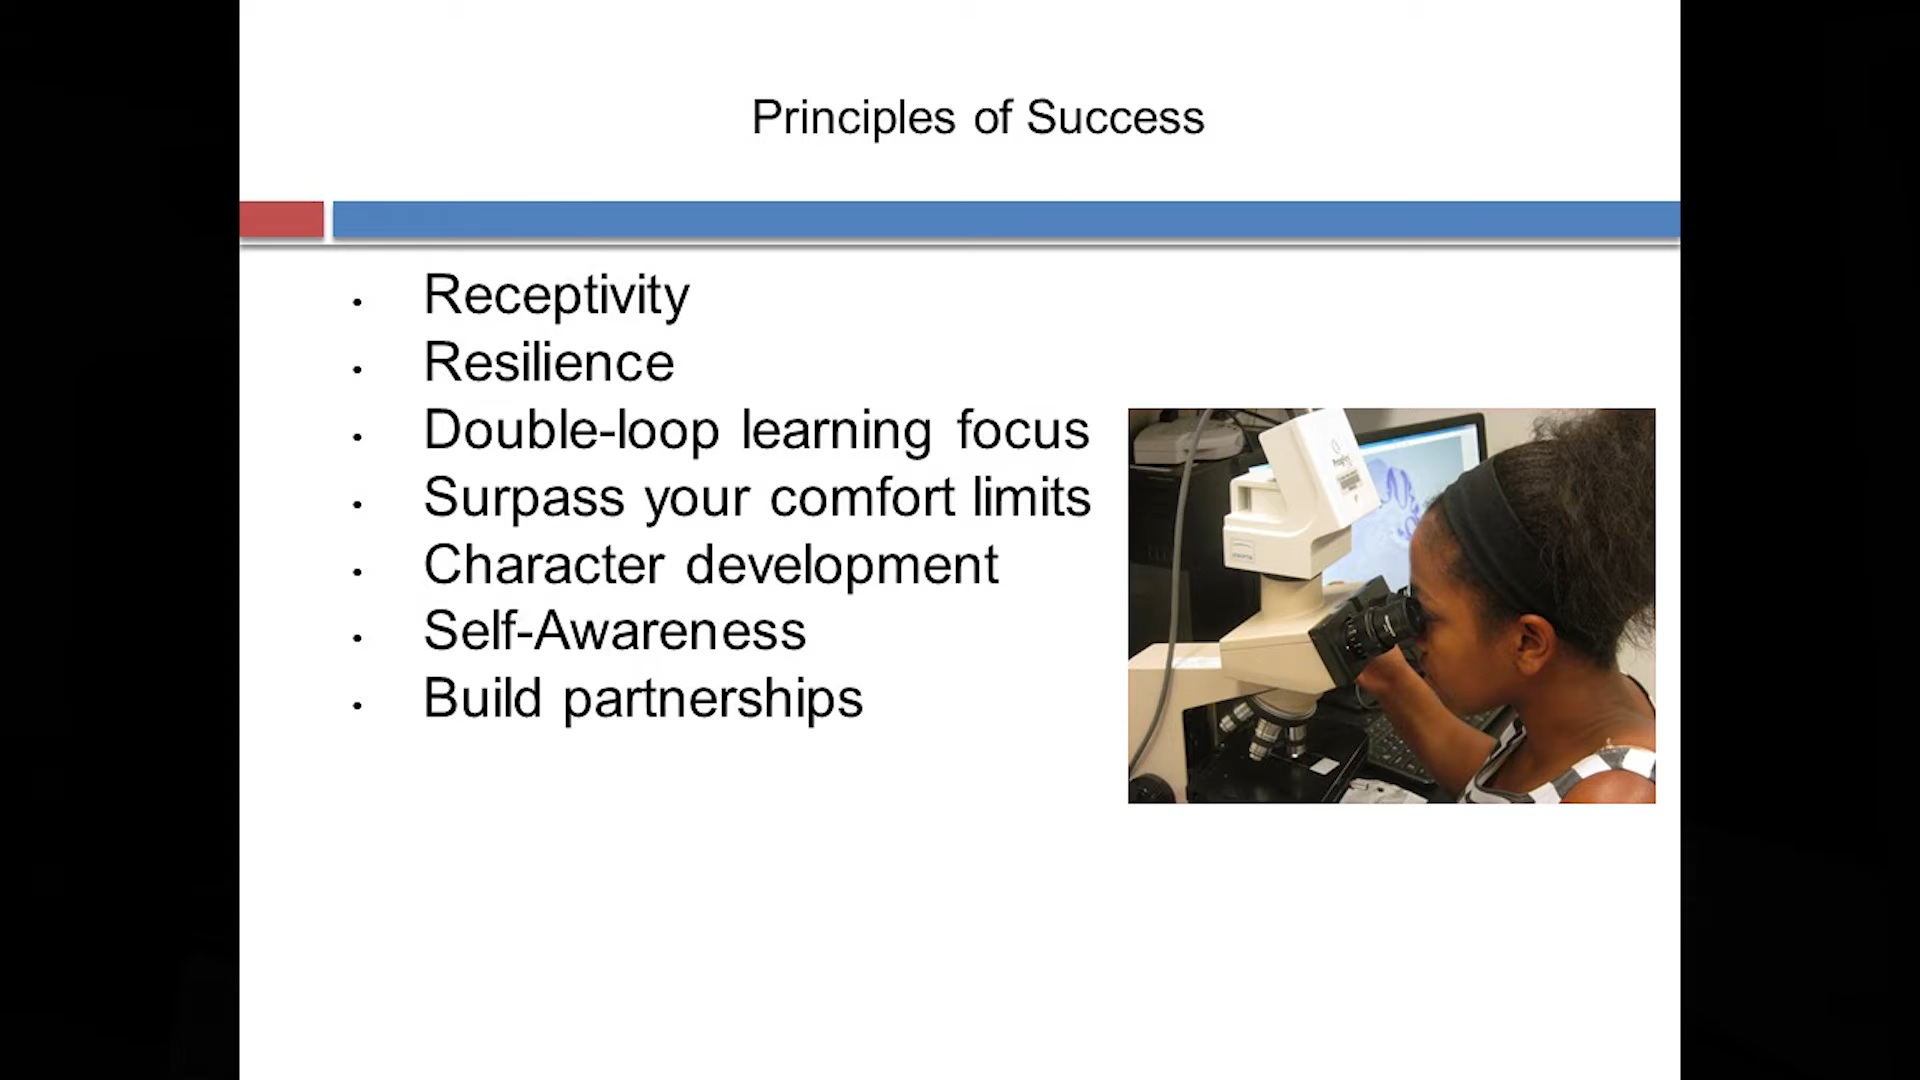 Principles of Success
• Receptivity
• Resilience
• Double-loop learning focus
• Surpass your comfort limits
• Character development
• Self-Awareness
• Build partnerships